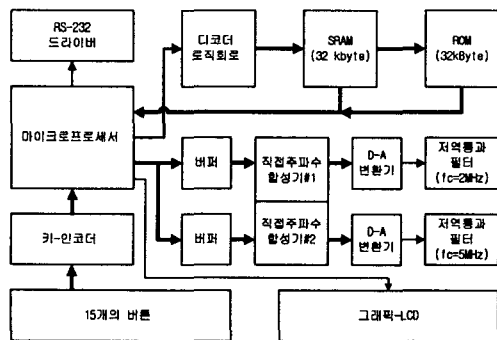 RS-232
드라이버
디코더
로직회로
SRAM
(32 kbyte)
ROM
(32kByte)
마이크로프로세서
버퍼
직접주파수
합성기#1
D-A
변환기
저역통과
필터
(fc=2MHz)
키-인코더
버퍼
직접주파수
합성기#2
D-A
변환기
저역통과
필터
(fc=5MHz)
15개의 버튼
그래픽-LCD